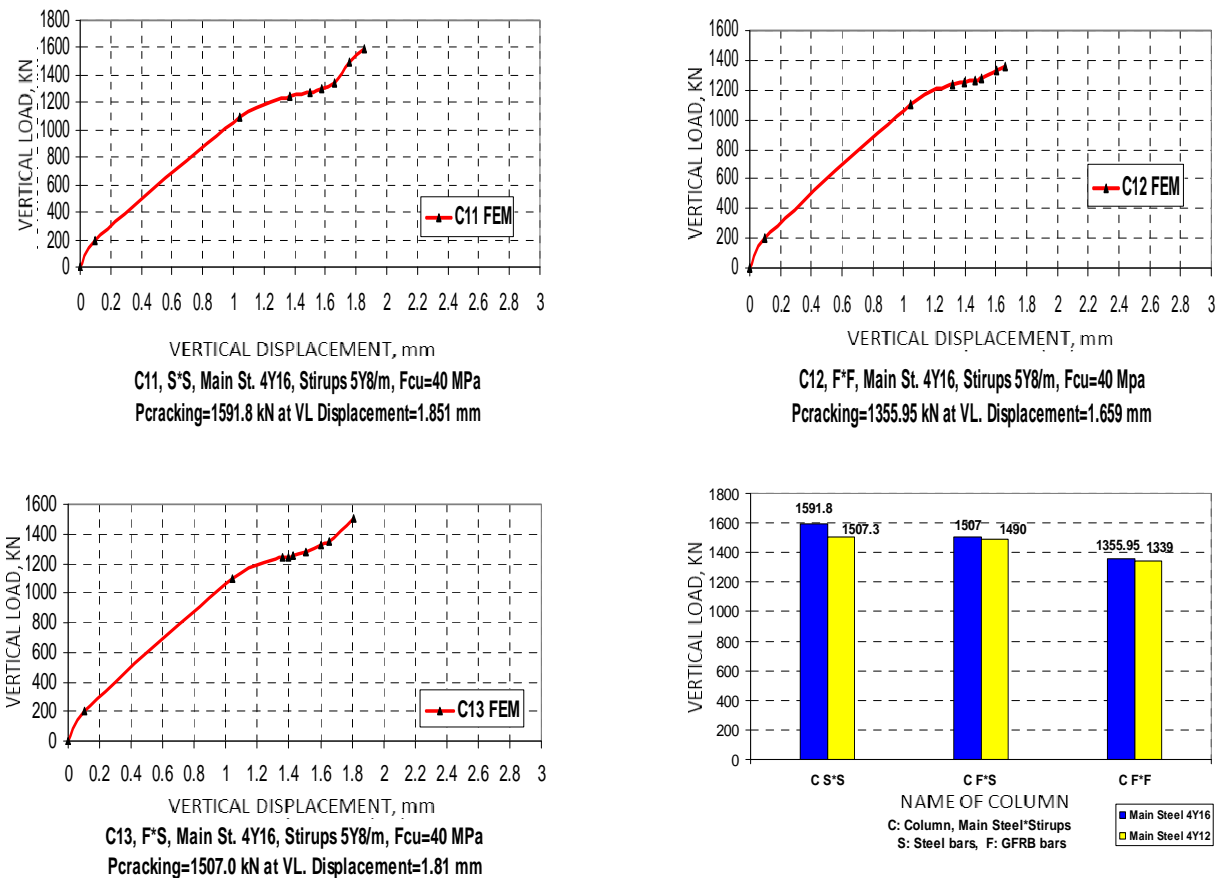 1800
1600
1400
1200
1000
800
600
400
200
0
VERTICAL LOAD, KN
C11 FEM
0 0.2 0.4 0.6 0.8 1 1.2 1.4 1.6 1.8 2 2.2 2.4 2.6 2.8 3
VERTICAL DISPLACEMENT, mm
C11, S*S, Main St. 4Y16, Stirups 5Y8/m, Fcu=40 MPa
Pcracking=1591.8 kN at VL Displacement=1.851 mm
1600
1400
1200
1000
800
600
400
200
0
VERTICAL LOAD, KN
C12 FEM
0 0.2 0.4 0.6 0.8 1 1.2 1.4 1.6 1.8 2 2.2 2.4 2.6 2.8 3
VERTICAL DISPLACEMENT, mm
C12, F*F, Main St. 4Y16, Stirups 5Y8/m, Fcu=40 Mpa
Pcracking=1355.95 kN at VL. Displacement=1.659 mm
1600
1400
1200
1000
800
600
400
200
0
VERTICAL LOAD, KN
C13 FEM
0 0.2 0.4 0.6 0.8 1 1.2 1.4 1.6 1.8 2 2.2 2.4 2.6 2.8 3
VERTICAL DISPLACEMENT, mm
C13, F*S, Main St. 4Y16, Stirups 5Y8/m, Fcu=40 MPa
Pcracking=1507.0 kN at VL. Displacement=1.81 mm
1800
1600
1400
1200
1000
800
600
400
200
0
VERTICAL LOAD, KN
1591.8 1507.3 1507 1490 1355.95 1339
C S*S C F*S C F*F
NAME OF COLUMN
C: Column, Main Steel*Stirups
S: Steel bars, F: GFRB bars
Main Steel 4Y16
Main Steel 4Y12